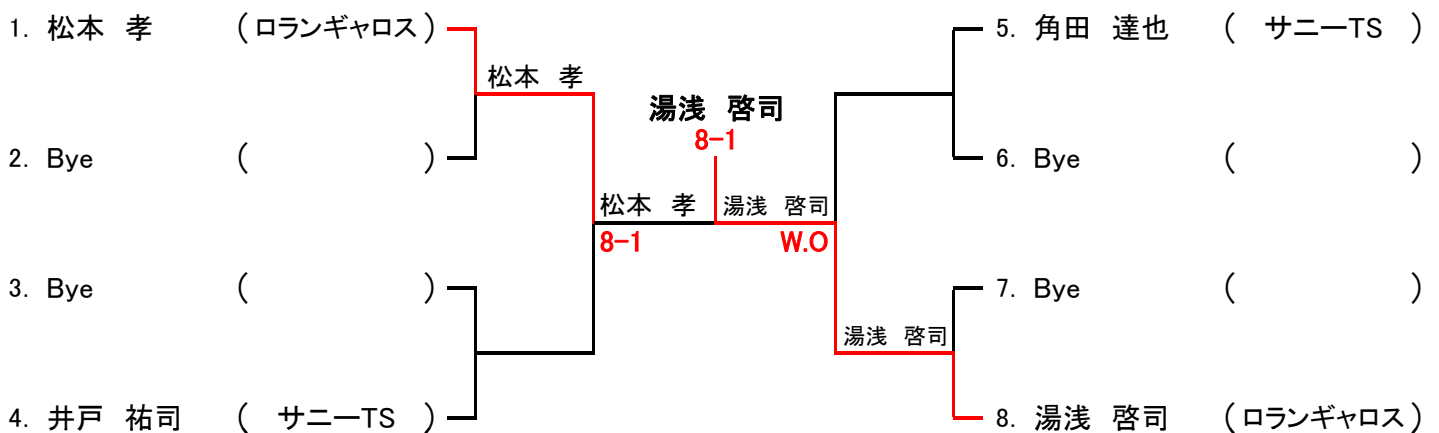 1. 松本 孝 (ロランギャロス)
松本 孝
2. Bye ( )
3. Bye ( )
4. 井戸 祐司 ( サニーTS )
松本 孝
8-1
湯浅 啓司
8-1
湯浅 啓司
W.O
湯浅 啓司
5. 角田 達也 ( サニーTS )
6. Bye ( )
7. Bye ( )
8. 湯浅 啓司 (ロランギャロス)